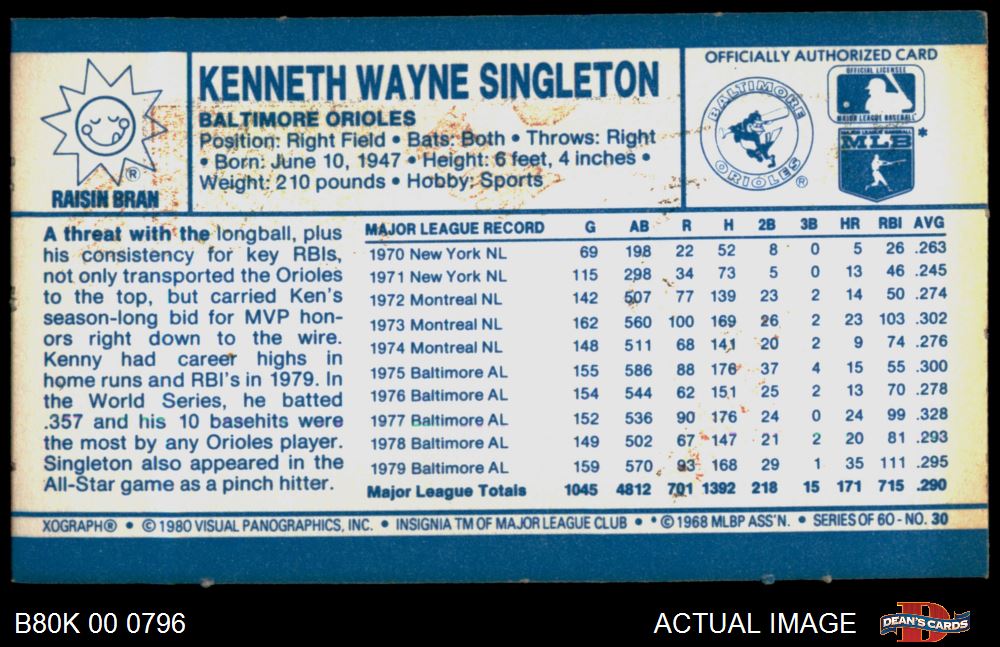 RAISIN BRAN
®
KENNETH WAYNE SINGLETON
BALTIMORE ORIOLES
Position: Right Field • Bats: Both • Throws: Right
• Born: June 10, 1947 • Height: 6 feet, 4 inches •
Weight: 210 pounds • Hobby: Sports
OFFICIALLY AUTHORIZED CARD
BALTIMORE
ORIOLES ®
OFFICIAL LICENSEE
MAJOR LEAGUE BASEBALL
MAJOR LEAGUE BASEBALL
MLB *
A threat with the longball, plus
his consistency for key RBIs,
not only transported the Orioles
to the top, but carried Ken's
season-long bid for MVP hon-
ors right down to the wire.
Kenny had career highs in
home runs and RBI's in 1979. In
the World Series, he batted
.357 and his 10 basehits were
the most by any Orioles player.
Singleton also appeared in the
All-Star game as a pinch hitter.
MAJOR LEAGUE RECORD G AB R H 2B 3B HR RBI AVG
1970 New York NL 69 198 22 52 8 0 5 26 .263
1971 New York NL 115 298 34 73 5 0 13 46 .245
1972 Montreal NL 142 507 77 139 23 2 14 50 .274
1973 Montreal NL 162 560 100 169 26 2 23 103 .302
1974 Montreal NL 148 511 68 141 20 2 9 74 .276
1975 Baltimore AL 155 586 88 176 37 4 15 55 .300
1976 Baltimore AL 154 544 62 151 25 2 13 70 .278
1977 Baltimore AL 152 536 90 176 24 0 24 99 .328
1978 Baltimore AL 149 502 67 147 21 2 20 81 .293
1979 Baltimore AL 159 570 93 168 29 1 35 111 .295
Major League Totals 1045 4812 701 1392 218 15 171 715 .290
XOGRAPH® • © 1980 VISUAL PANOGRAPHICS, INC. • INSIGNIA TM OF MAJOR LEAGUE CLUB • *© 1968 MLBP ASS'N. • SERIES OF 60 - NO. 30
B80K 00 0796
ACTUAL IMAGE
DEAN'S CARDS